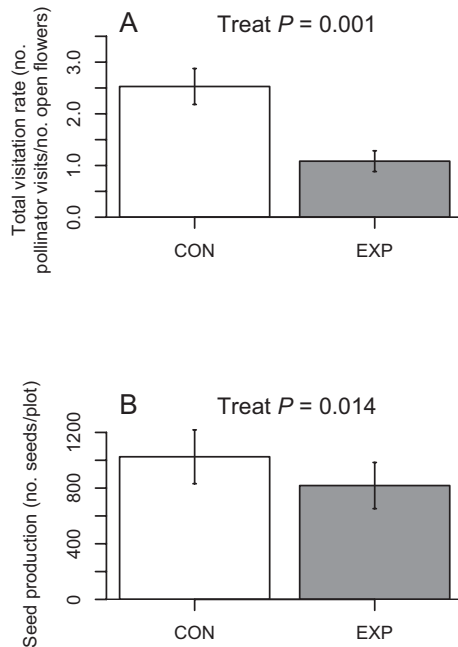 A
Treat P = 0.001
Total visitation rate (no.
pollinator visits/no. open flowers)
3.0
2.0
1.0
0.0
CON EXP
B
Treat P = 0.014
Seed production (no. seeds/plot)
1200
800
400
0
CON EXP